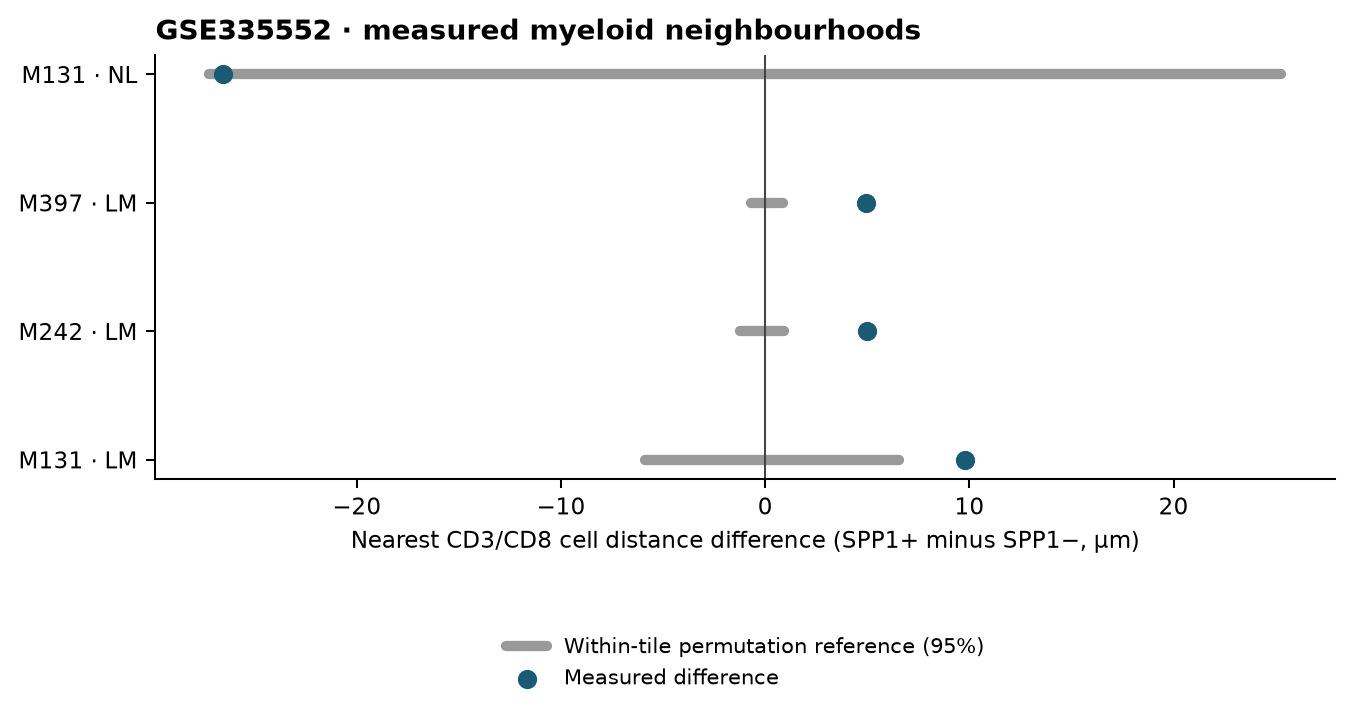 GSE335552 · measured myeloid neighbourhoods
M131 · NL
M397 · LM
M242 · LM
M131 · LM
−20 −10 0 10 20
Nearest CD3/CD8 cell distance difference (SPP1+ minus SPP1−, µm)
Within-tile permutation reference (95%)
Measured difference